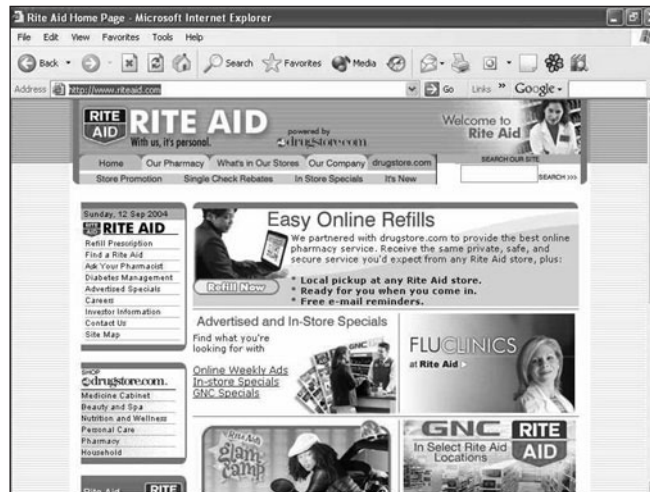 Rite Aid Home Page - Microsoft Internet Explorer
File Edit View Favorites Tools Help
Back Search Favorites Media
Address http://www.riteaid.com Go Links » Google
RITE AID
RITE AID
With us, it's personal.
powered by
drugstore.com
Welcome to
Rite Aid
Home Our Pharmacy What's in Our Stores Our Company drugstore.com
SEARCH OUR SITE
Store Promotion Single Check Rebates In Store Specials It's New
SEARCH >>>
Sunday, 12 Sep 2004
RITE AID RITE AID
Refill Prescription
Find a Rite Aid
Ask Your Pharmacist
Diabetes Management
Advertised Specials
Careers
Investor Information
Contact Us
Site Map
Easy Online Refills
We partnered with drugstore.com to provide the best online
pharmacy service. Receive the same private, safe, and
secure service you'd expect from any Rite Aid store, plus:
* Local pickup at any Rite Aid store.
* Ready for you when you come in.
* Free e-mail reminders.
Refill Now
Advertised and In-Store Specials
Find what you're
looking for with
Online Weekly Ads
In-store Specials
GNC Specials
GNC
FLUCLINICS
at Rite Aid
SHOP
drugstore.com.
Medicine Cabinet
Beauty and Spa
Nutrition and Wellness
Personal Care
Pharmacy
Household
Rite Aid
glam
camp
GNC RITE AID
In Select Rite Aid
Locations
Rite Aid RITE